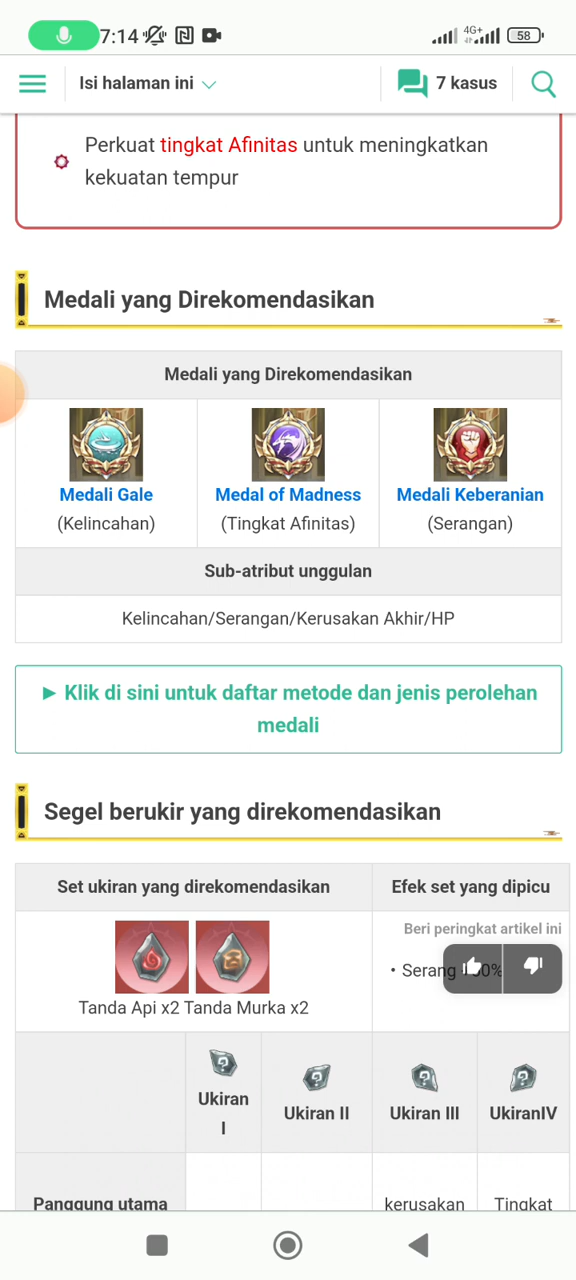 7:14
4G+
58
Isi halaman ini
7 kasus
Perkuat tingkat Afinitas untuk meningkatkan
kekuatan tempur
Medali yang Direkomendasikan
Medali yang Direkomendasikan
Medali Gale
(Kelincahan)
Medal of Madness
(Tingkat Afinitas)
Medali Keberanian
(Serangan)
Sub-atribut unggulan
Kelincahan/Serangan/Kerusakan Akhir/HP
► Klik di sini untuk daftar metode dan jenis perolehan
medali
Segel berukir yang direkomendasikan
Set ukiran yang direkomendasikan
Efek set yang dipicu
Beri peringkat artikel ini
Tanda Api x2 Tanda Murka x2
• Serang
Ukiran
I
Ukiran II
Ukiran III
UkiranIV
Panggung utama
kerusakan
Tingkat